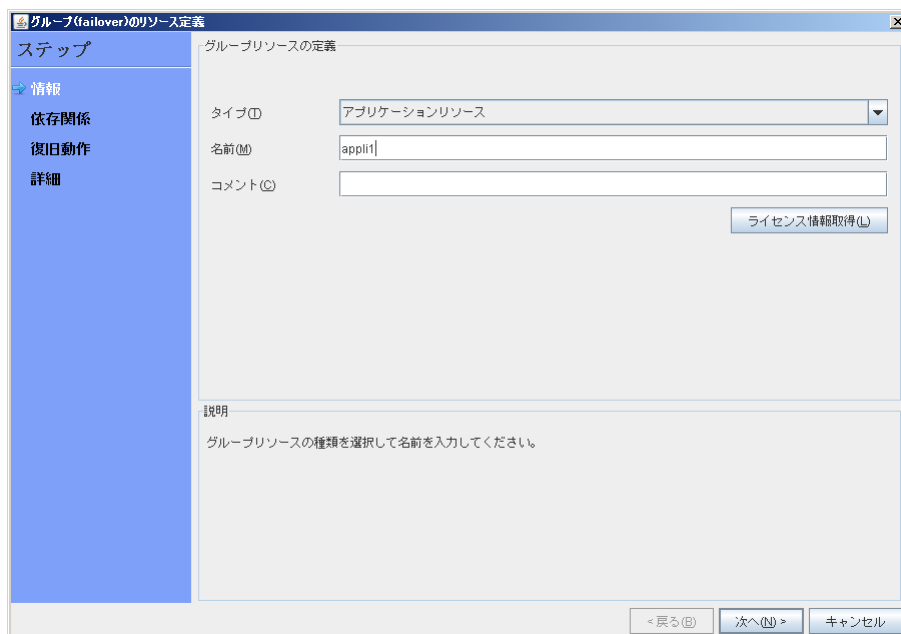 グループ(failover)のリソース定義
ステップ
情報
依存関係
復旧動作
詳細
グループリソースの定義
タイプ(T)
アプリケーションリソース
名前(M)
appli1
コメント(C)
ライセンス情報取得(L)
説明
グループリソースの種類を選択して名前を入力してください。
<戻る(B)
次へ(N) >
キャンセル